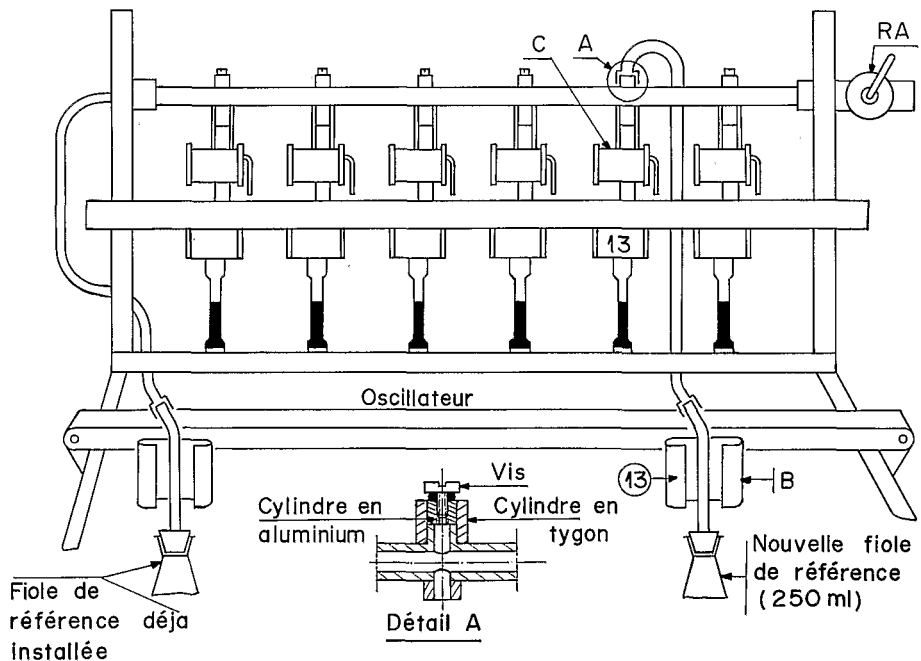 C
A
RA
13
Oscillateur
13
B
Vis
Cylindre en
aluminium
Cylindre en
tygon
Détail A
Fiole de
référence déja
installée
Nouvelle fiole
de référence
(250 ml)